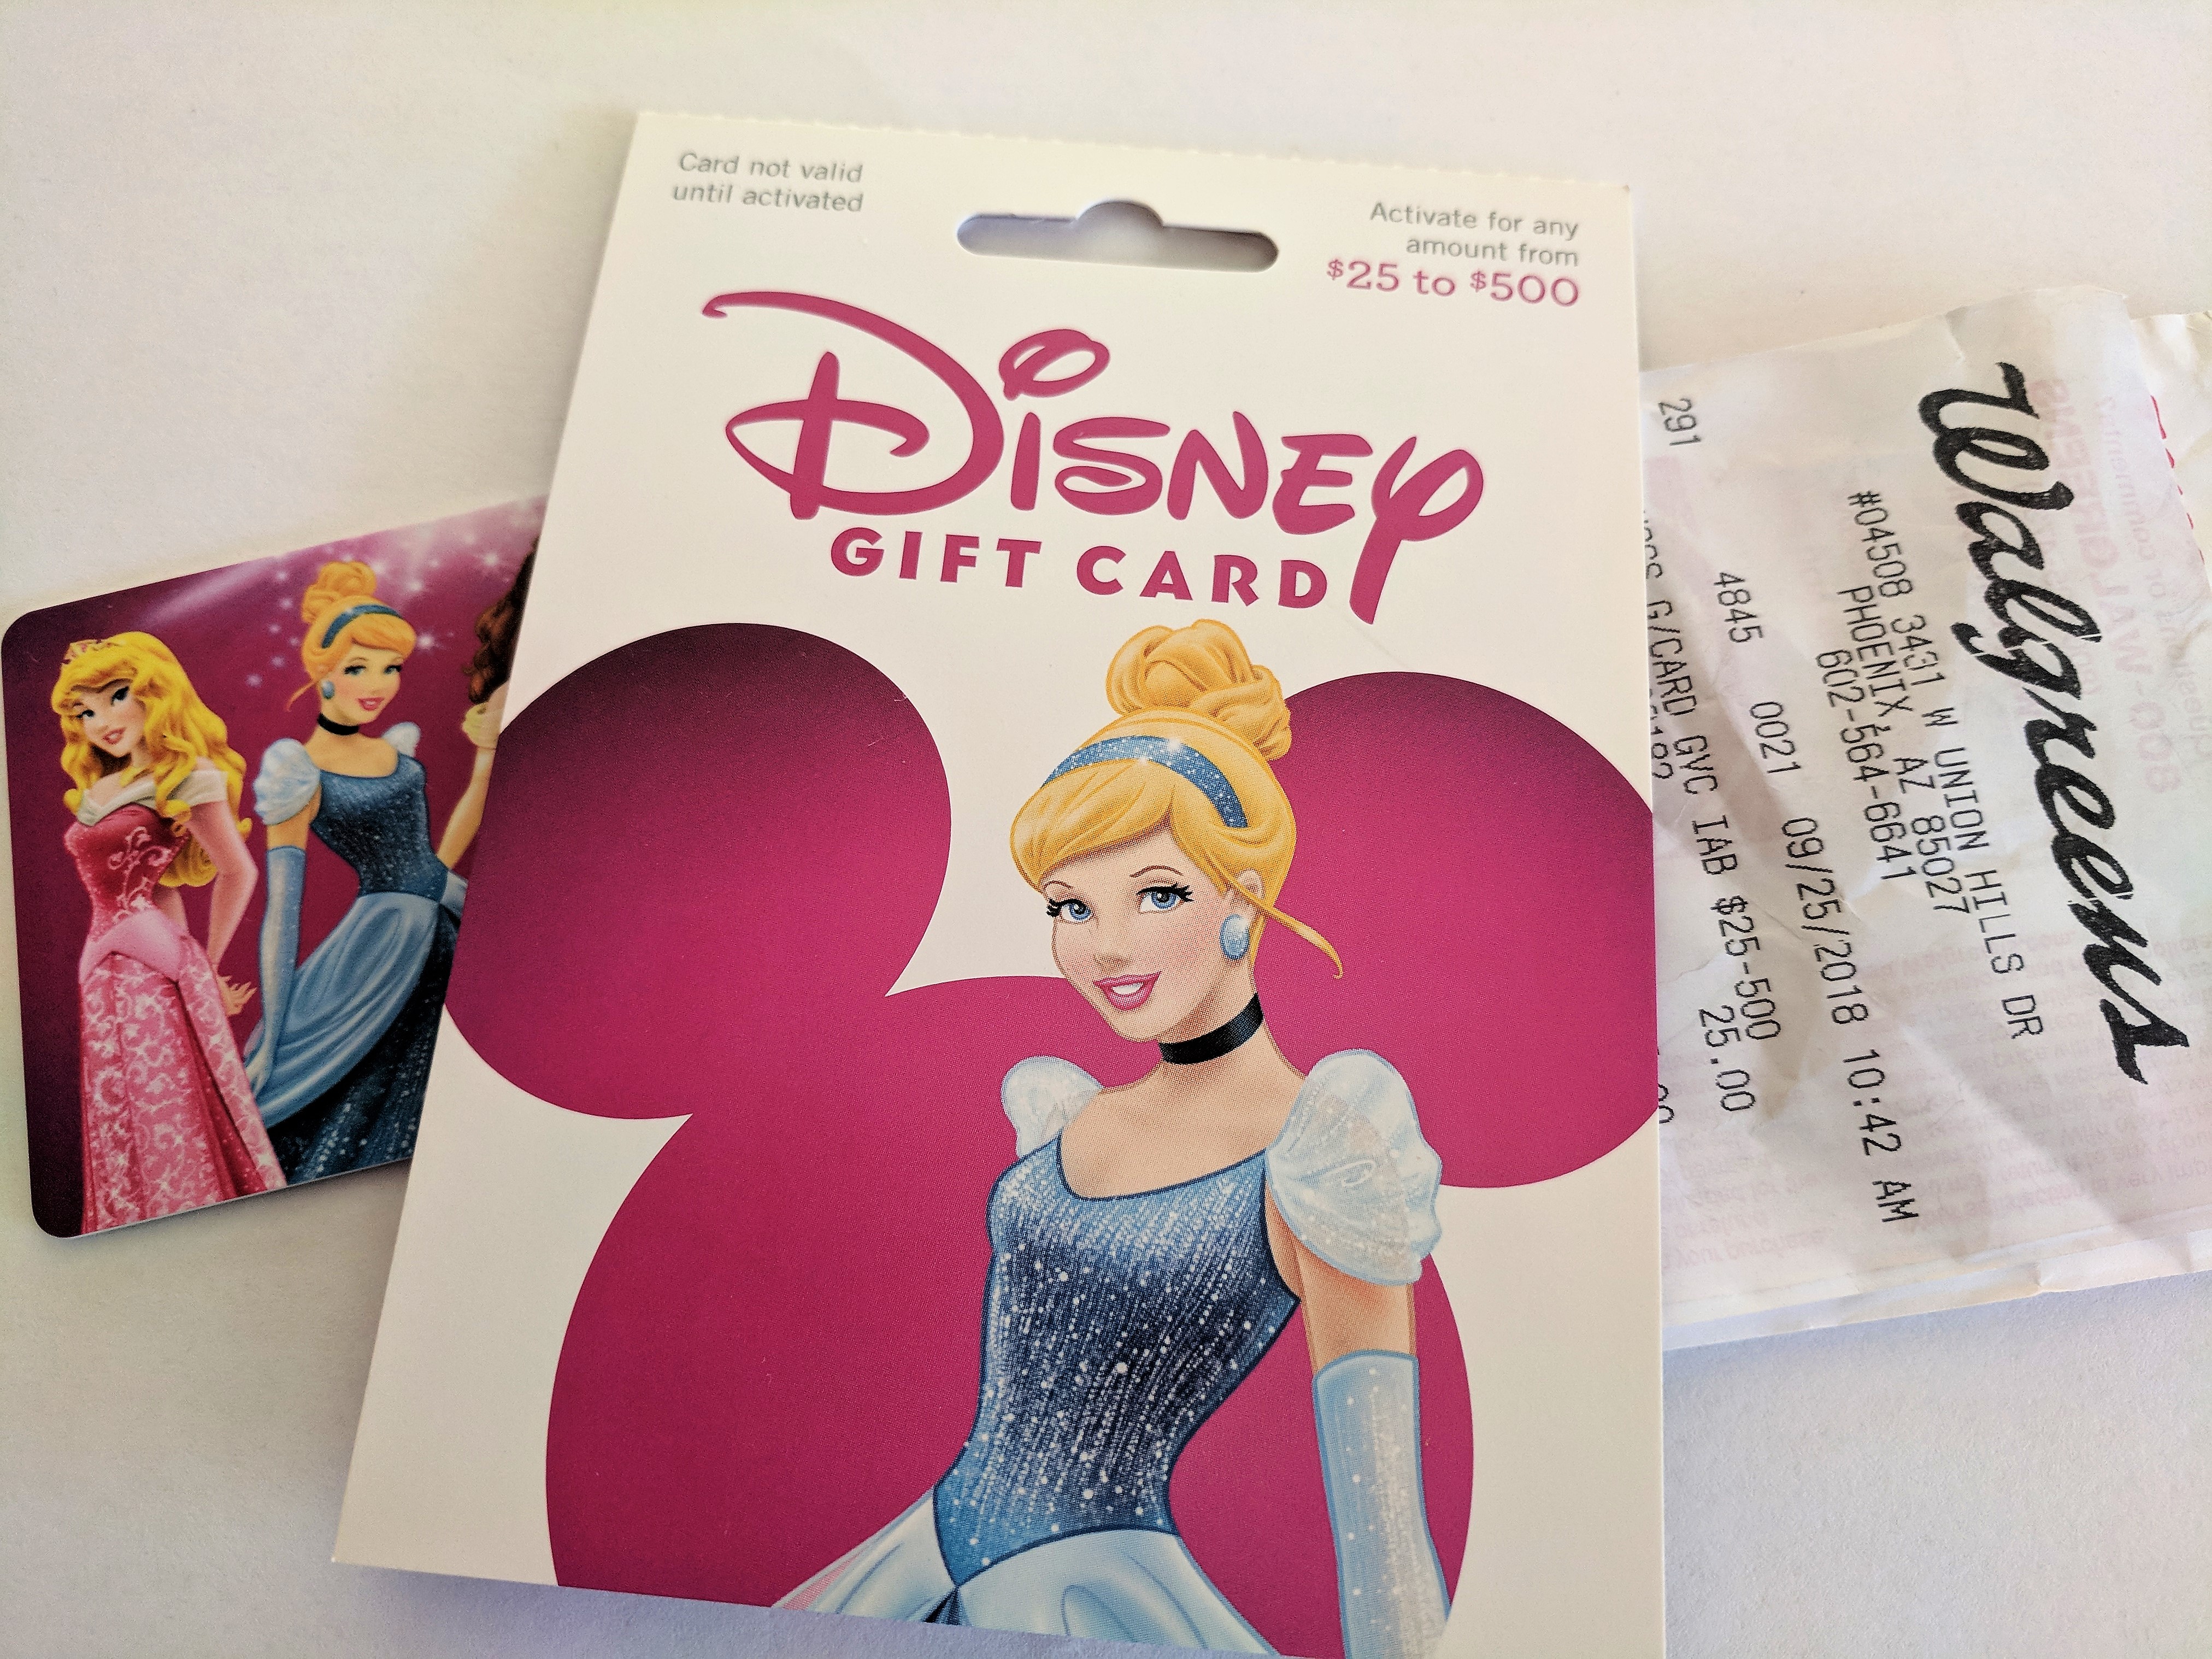 Card not valid
until activated
Activate for any
amount from
$25 to $500
Disney
GIFT CARD
Walgreens
#04508 3431 W UNION HILLS DR
PHOENIX, AZ 85027
602-564-6641
291 4845 0021 09/25/2018 10:42 AM
G/CARD GVC IAB $25-500
25.00